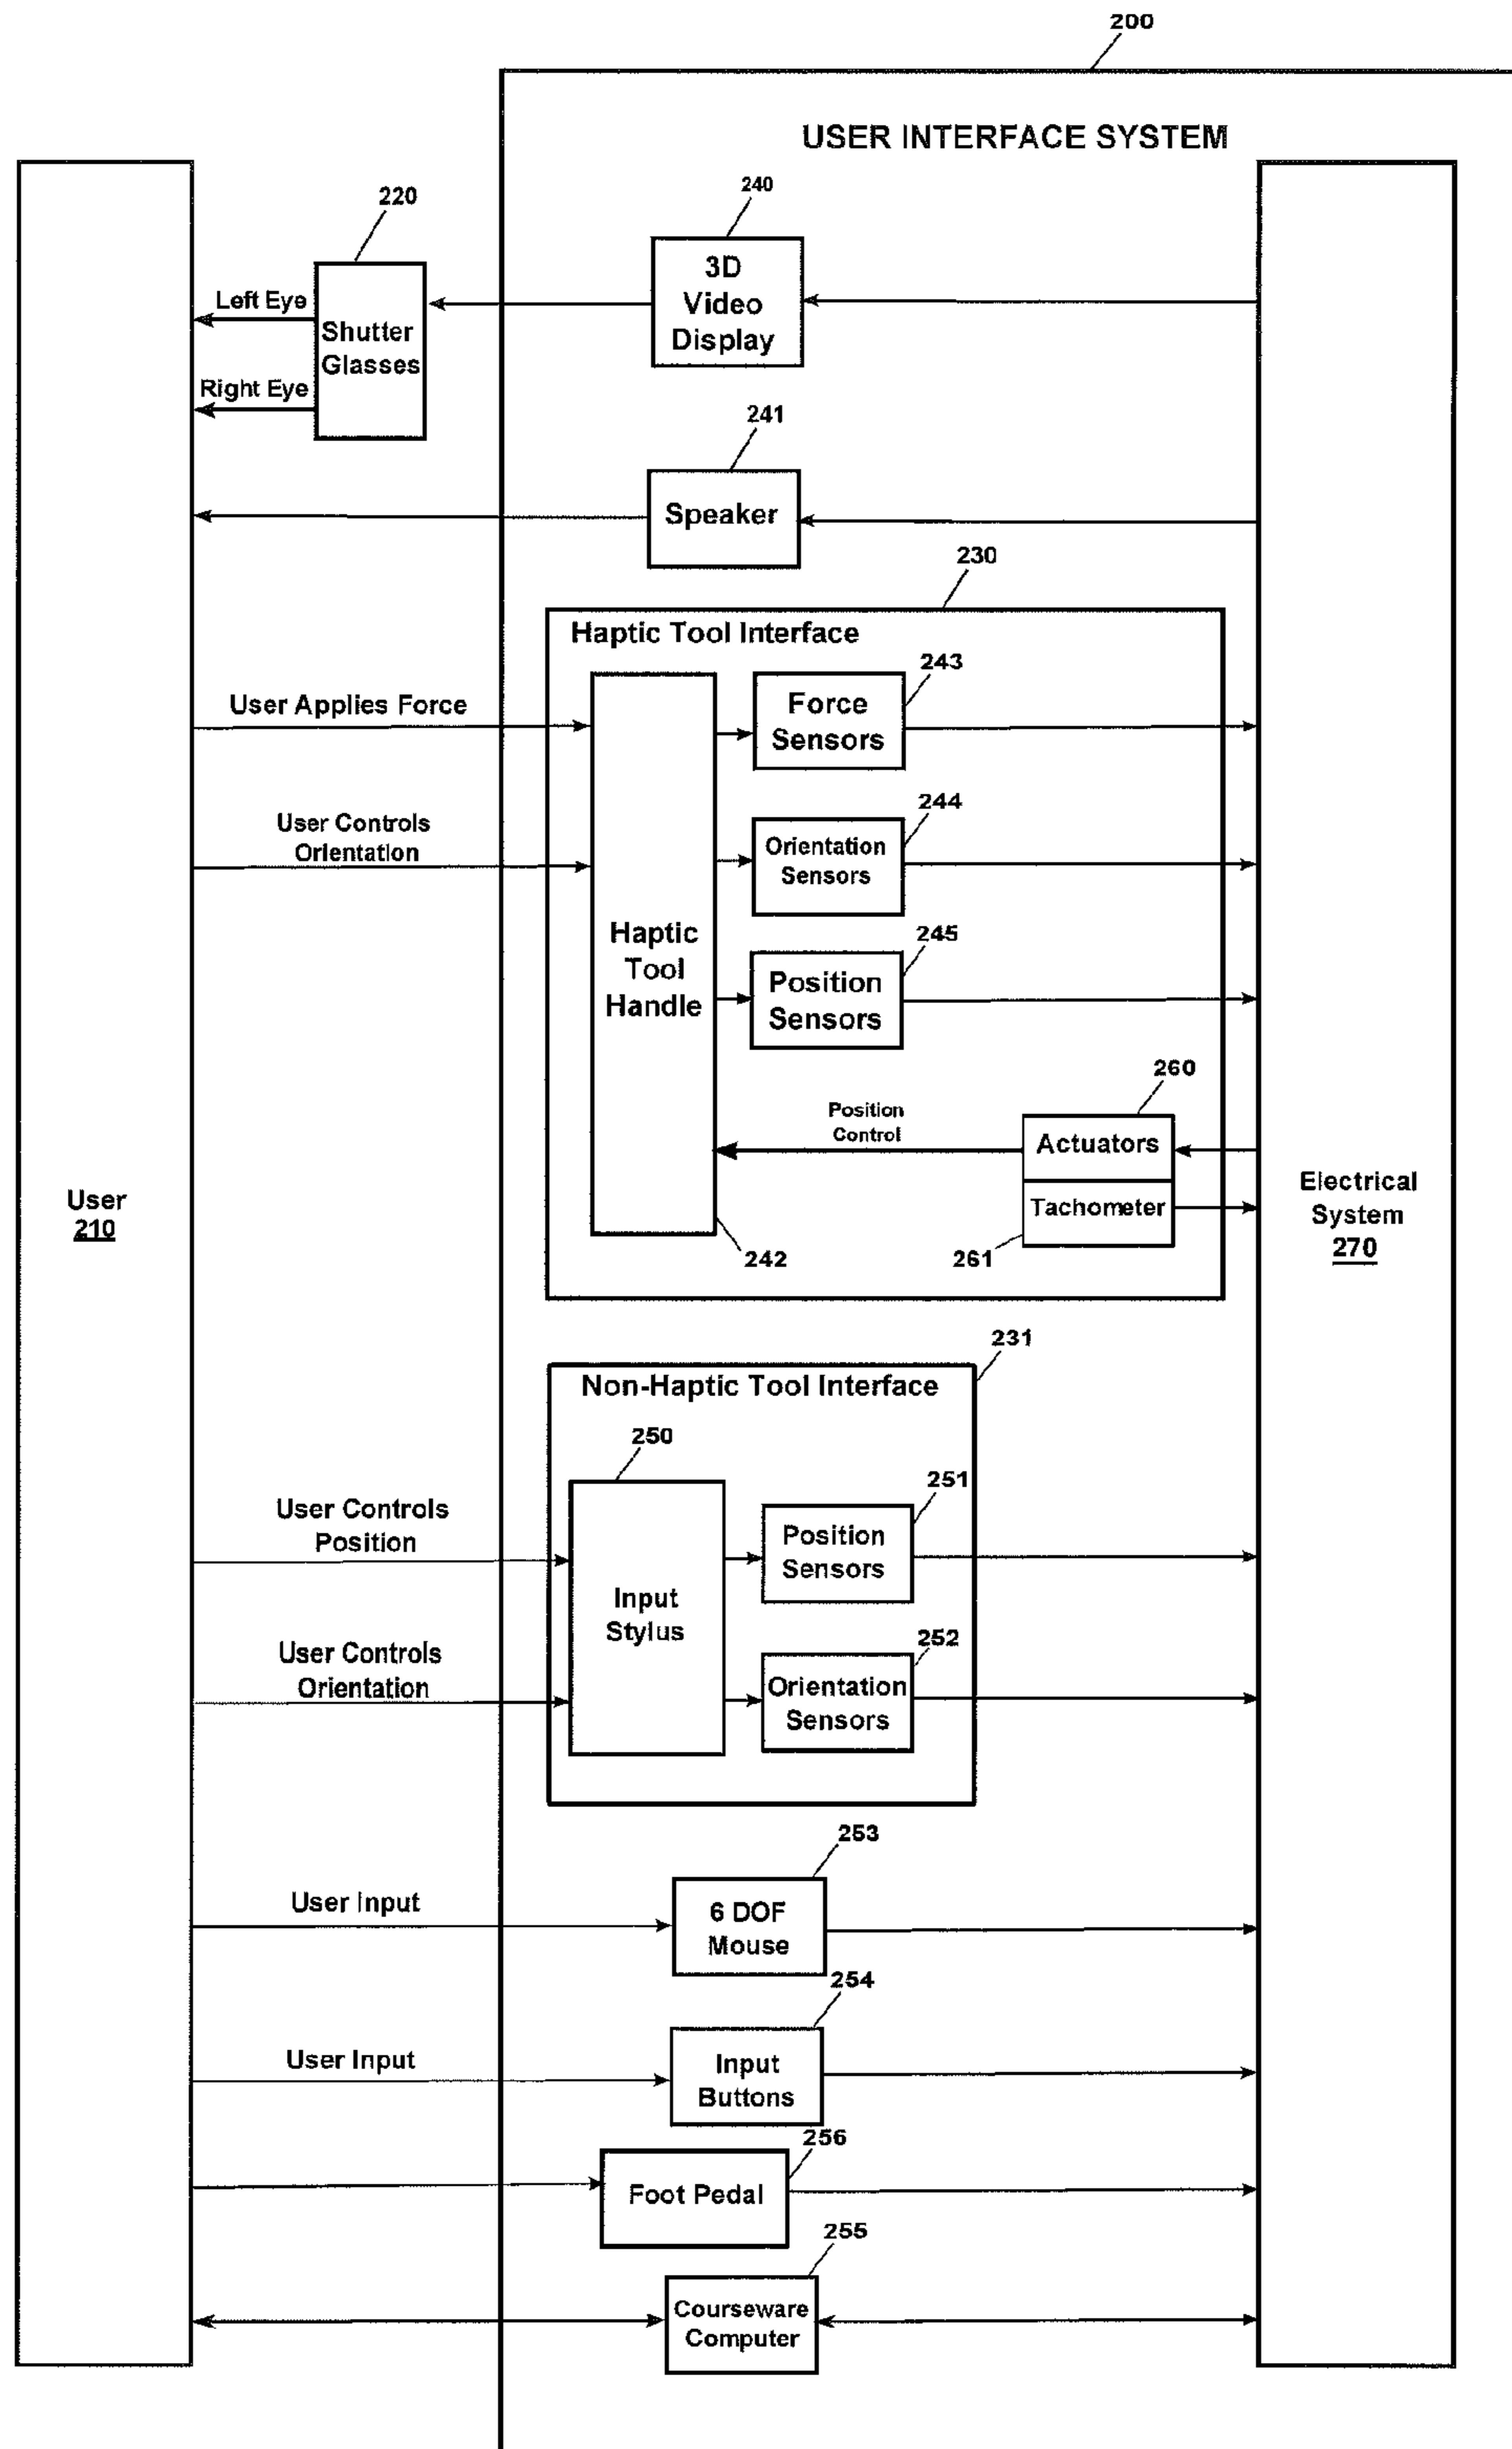 200
USER INTERFACE SYSTEM
220
240
3D
Video
Display
Left Eye
Shutter
Glasses
Right Eye
241
Speaker
230
Haptic Tool Interface
243
User Applies Force
Force
Sensors
244
User Controls
Orientation
Orientation
Sensors
245
Haptic
Tool
Handle
Position
Sensors
260
Position
Control
Actuators
Tachometer
261
242
User
210
Electrical
System
270
231
Non-Haptic Tool Interface
250
251
User Controls
Position
Position
Sensors
Input
Stylus
252
User Controls
Orientation
Orientation
Sensors
253
User Input
6 DOF
Mouse
254
User Input
Input
Buttons
256
Foot Pedal
255
Courseware
Computer